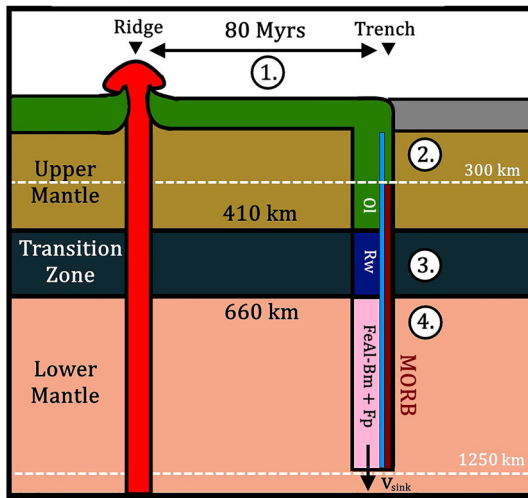 Ridge
80 Myrs
Trench
1.
2.
Upper
Mantle
300 km
Ol
410 km
Transition
Zone
Rw
3.
660 km
4.
Lower
Mantle
FeAl-Bm + Fp
MORB
1250 km
Vsink